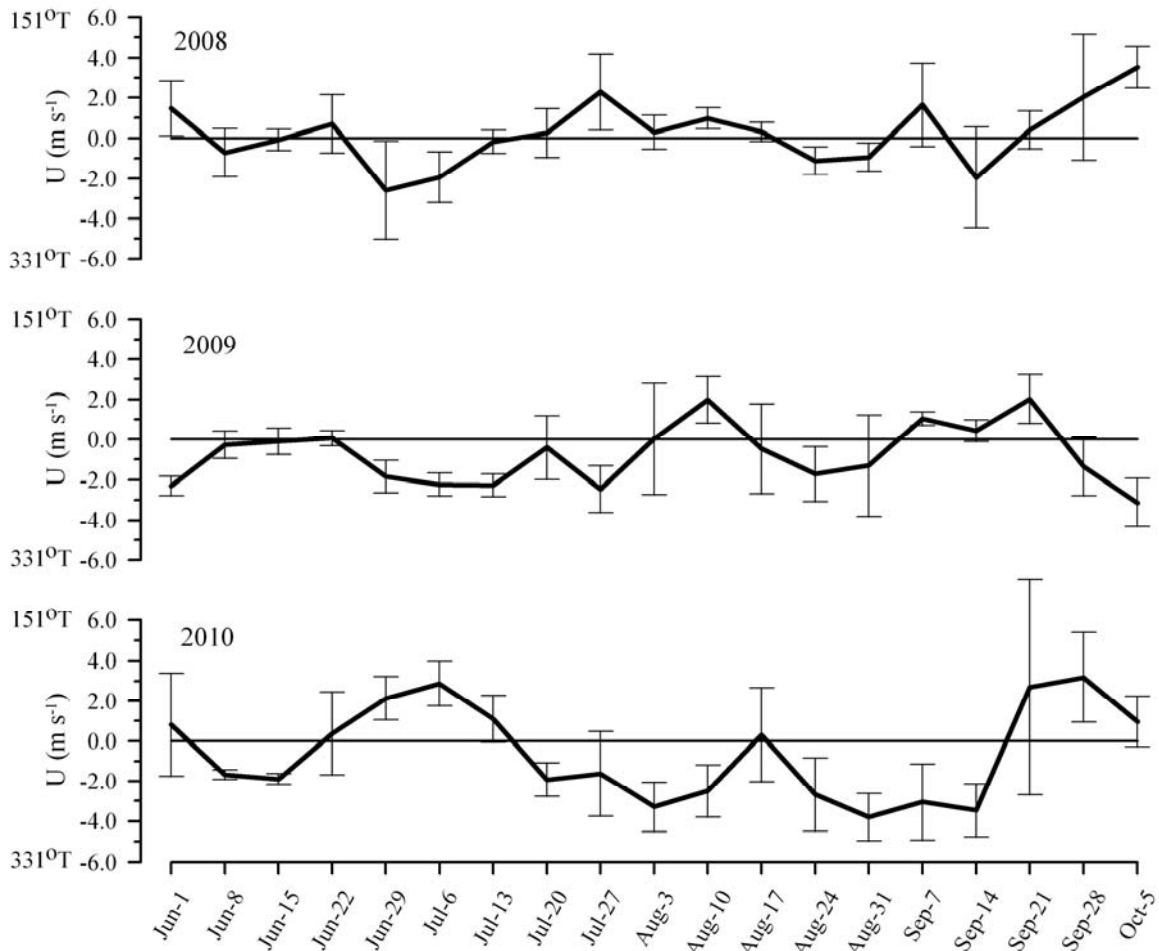 151°T 6.0
2008
4.0
2.0
0.0
-2.0
-4.0
331°T -6.0
U (m s⁻¹)
151°T 6.0
2009
4.0
2.0
0.0
-2.0
-4.0
331°T -6.0
U (m s⁻¹)
151°T 6.0
2010
4.0
2.0
0.0
-2.0
-4.0
331°T -6.0
U (m s⁻¹)
Jun-1 Jun-8 Jun-15 Jun-22 Jun-29 Jul-6 Jul-13 Jul-20 Jul-27 Aug-3 Aug-10 Aug-17 Aug-24 Aug-31 Sep-7 Sep-14 Sep-21 Sep-28 Oct-5